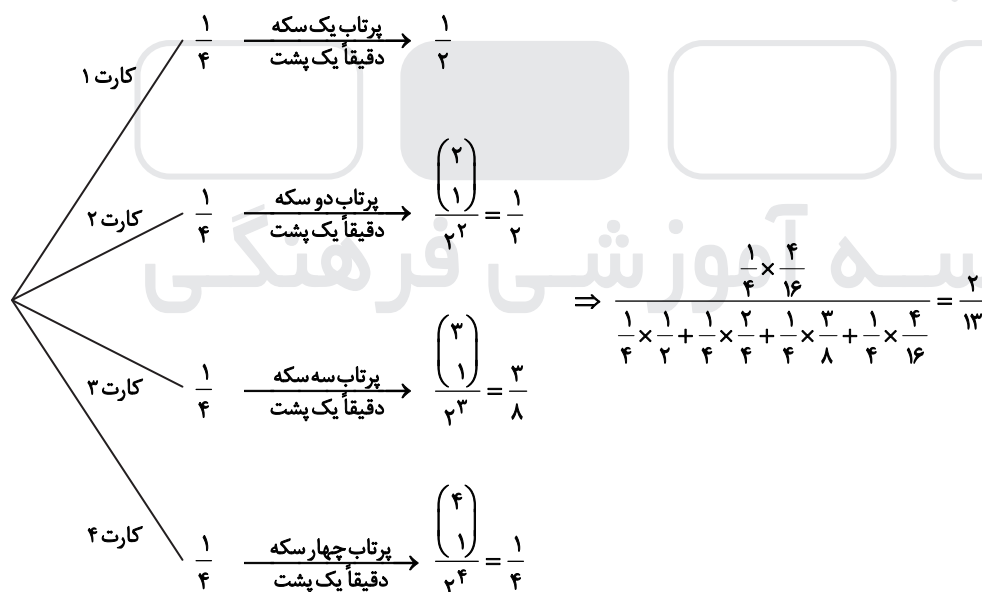 کارت ۱ ۱/۴ پرتاب یک سکه ۱/۲
دقیقاً یک پشت
کارت ۲ ۱/۴ پرتاب دو سکه (۲ ۱)/۲^۲ = ۱/۲
دقیقاً یک پشت
کارت ۳ ۱/۴ پرتاب سه سکه (۳ ۱)/۲^۳ = ۳/۸
دقیقاً یک پشت
کارت ۴ ۱/۴ پرتاب چهار سکه (۴ ۱)/۲^۴ = ۱/۴
دقیقاً یک پشت
⇒ (۱/۴ × ۴/۱۶)/(۱/۴ × ۱/۲ + ۱/۴ × ۲/۴ + ۱/۴ × ۳/۸ + ۱/۴ × ۴/۱۶) = ۲/۱۳
آموزشی فرهنگی